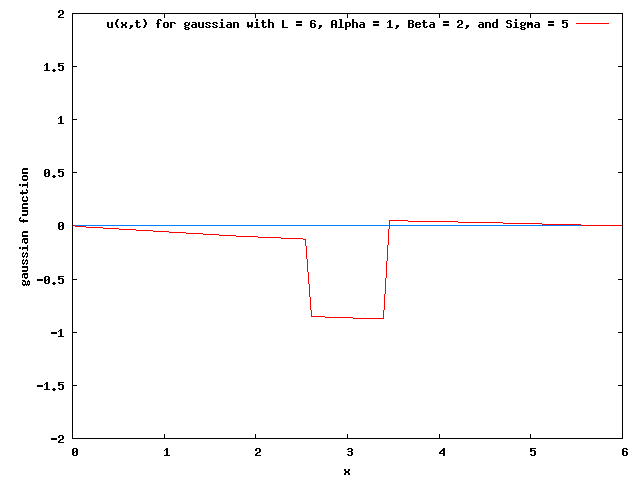 u(x,t) for gaussian with L = 6, Alpha = 1, Beta = 2, and Sigma = 5
2
1.5
1
0.5
0
-0.5
-1
-1.5
-2
gaussian function
0 1 2 3 4 5 6
x